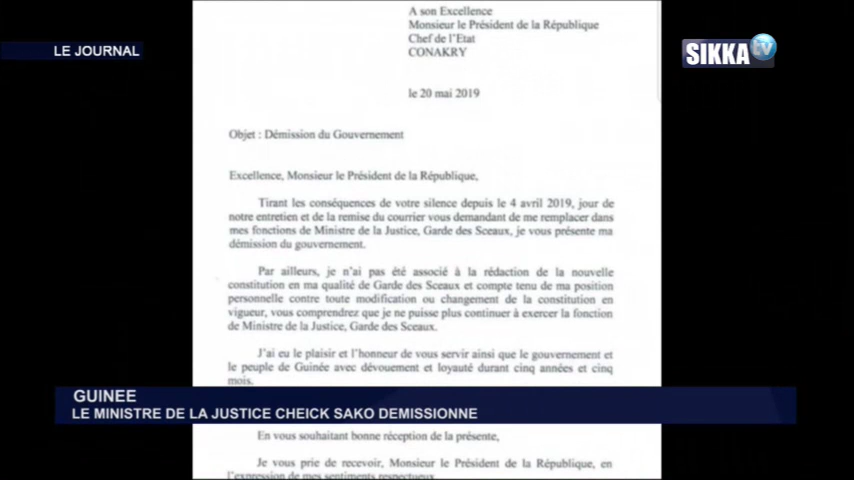 A son Excellence
Monsieur le Président de la République
Chef de l'Etat
CONAKRY
LE JOURNAL
SIKKA tv
le 20 mai 2019
Objet : Démission du Gouvernement
Excellence, Monsieur le Président de la République,
Tirant les conséquences de votre silence depuis le 4 avril 2019, jour de
notre entretien et de la remise du courrier vous demandant de me remplacer dans
mes fonctions de Ministre de la Justice, Garde des Sceaux, je vous présente ma
démission du gouvernement.
Par ailleurs, je n'ai pas été associé à la rédaction de la nouvelle
constitution en ma qualité de Garde des Sceaux et compte tenu de ma position
personnelle contre toute modification ou changement de la constitution en
vigueur, vous comprendrez que je ne puisse plus continuer à exercer la fonction
de Ministre de la Justice, Garde des Sceaux.
J'ai eu le plaisir et l'honneur de vous servir ainsi que le gouvernement et
le peuple de Guinée avec dévouement et loyauté durant cinq années et cinq
mois.
GUINEE
LE MINISTRE DE LA JUSTICE CHEICK SAKO DEMISSIONNE
En vous souhaitant bonne réception de la présente,
Je vous prie de recevoir, Monsieur le Président de la République, en
l'expression de mes sentiments respectueux